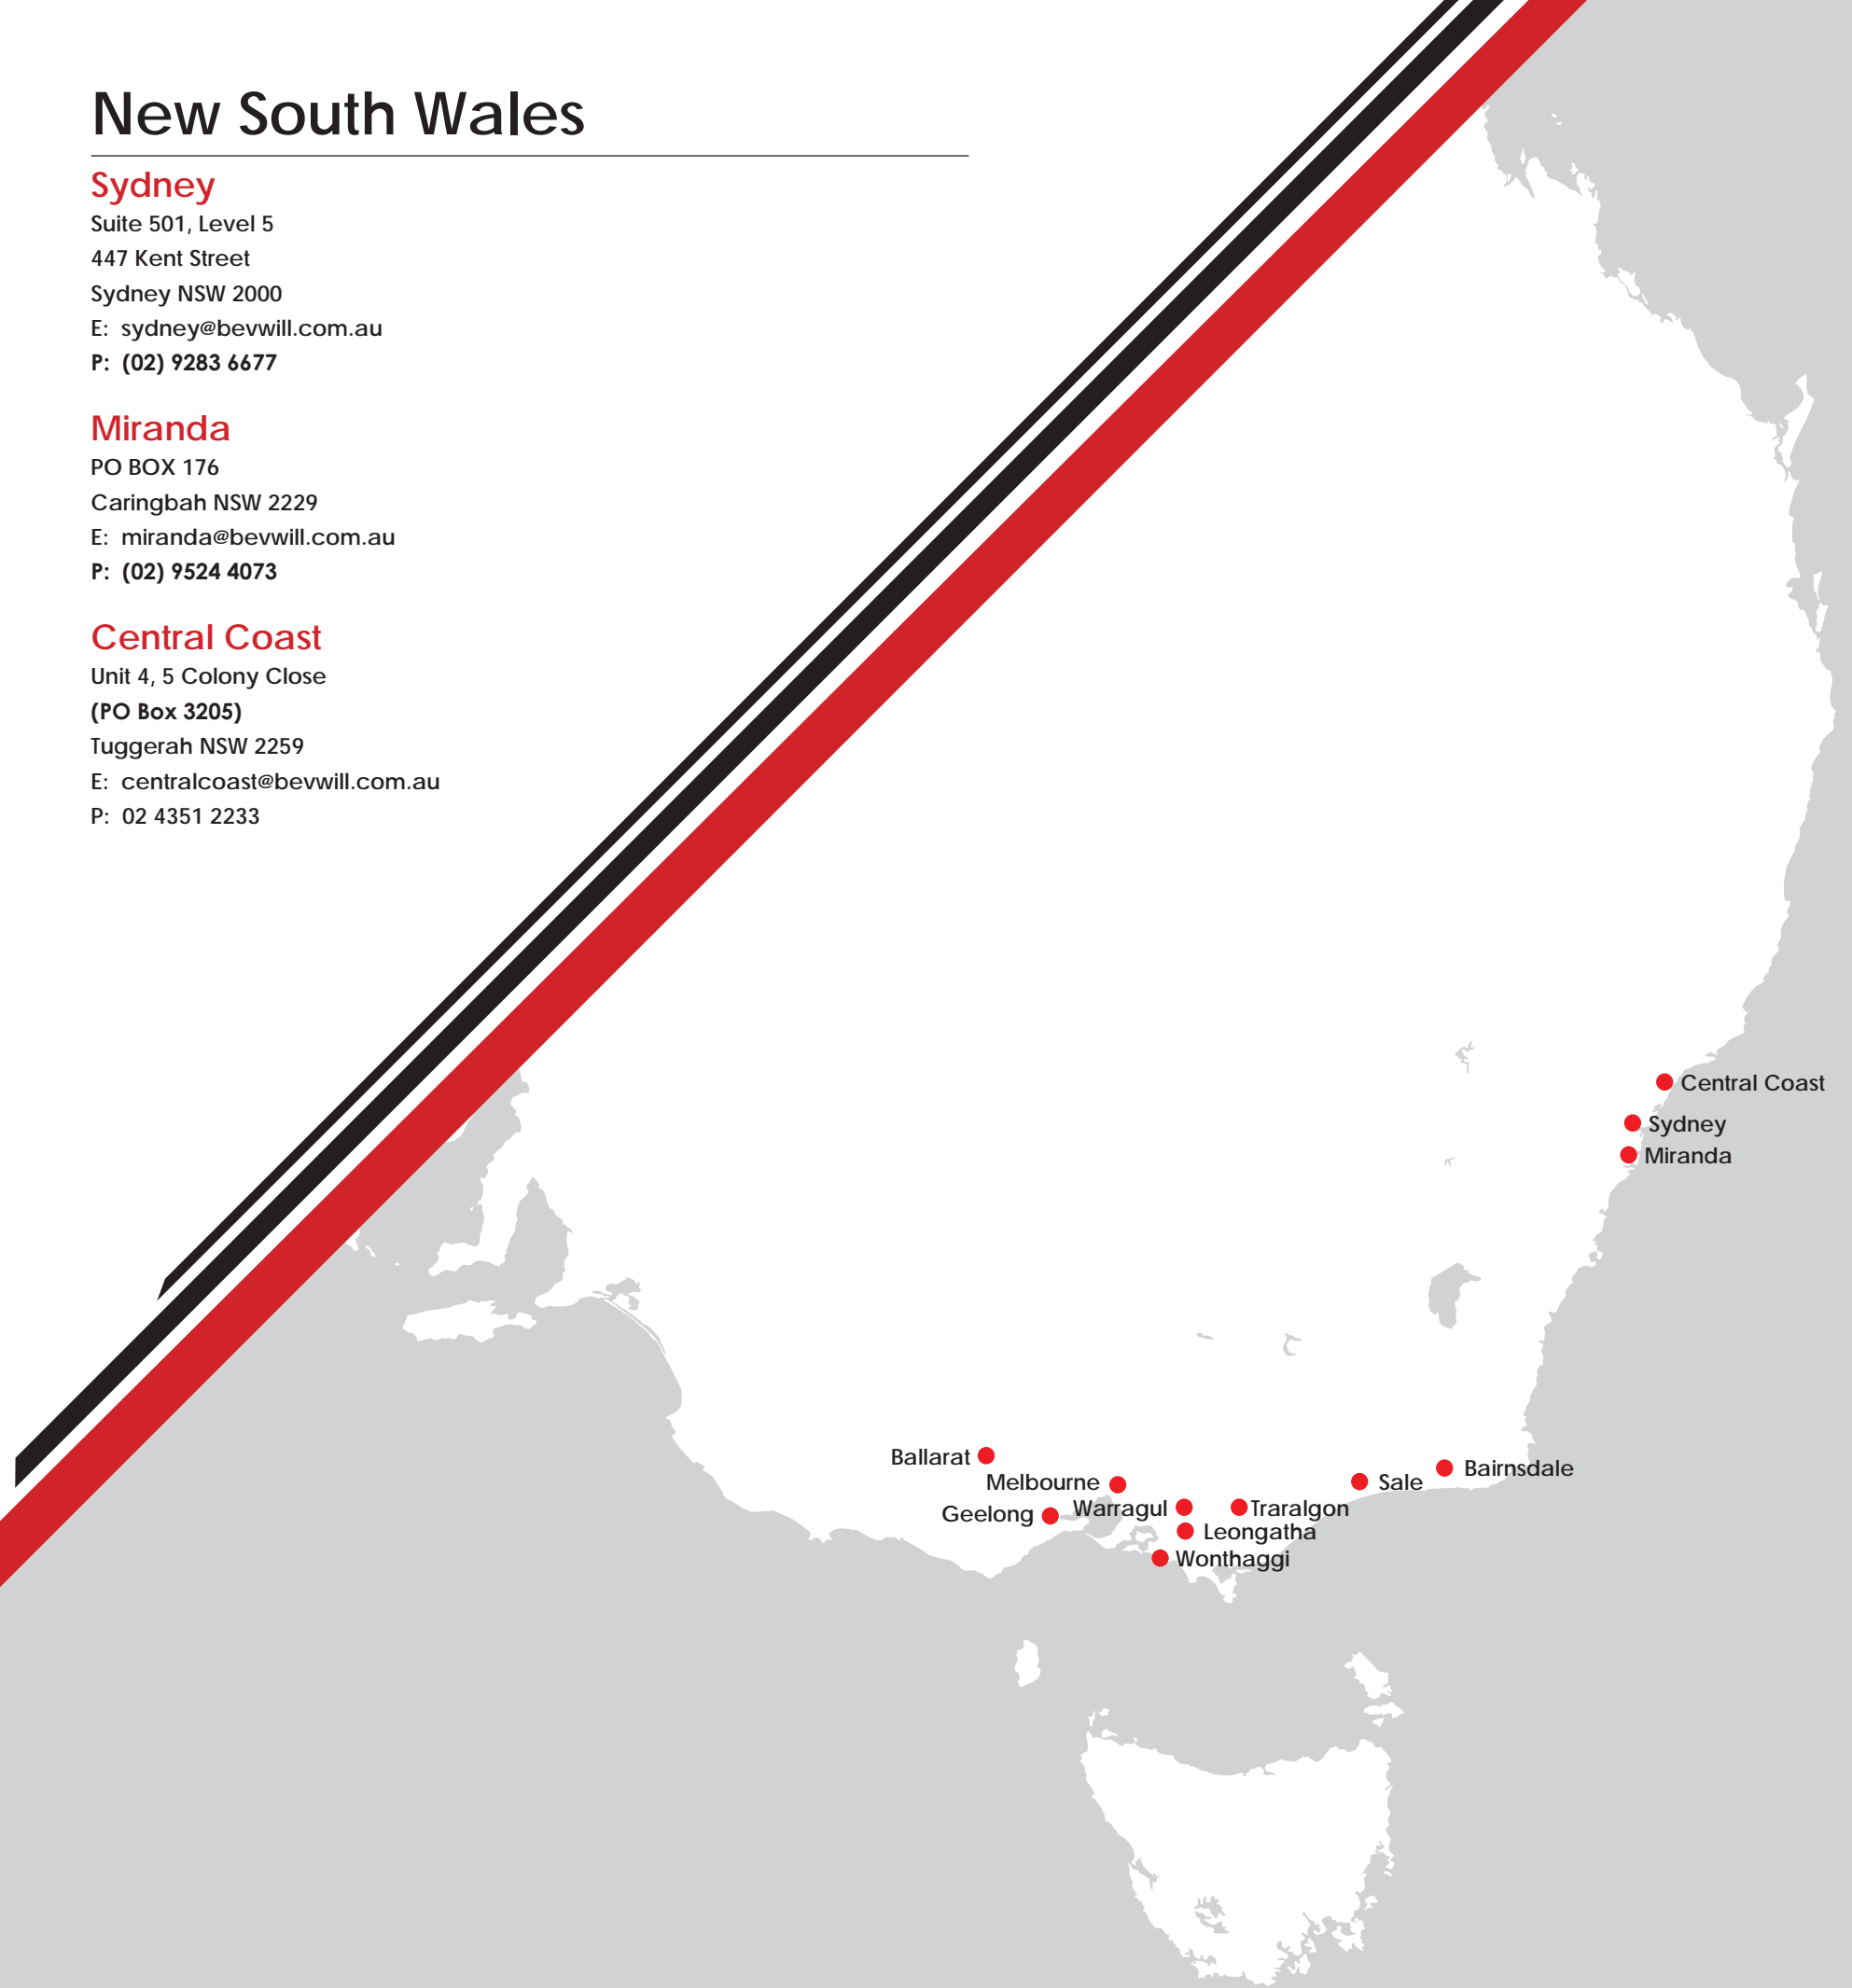 New South Wales
Sydney
Suite 501, Level 5
447 Kent Street
Sydney NSW 2000
E: sydney@bevwill.com.au
P: (02) 9283 6677
Miranda
PO BOX 176
Caringbah NSW 2229
E: miranda@bevwill.com.au
P: (02) 9524 4073
Central Coast
Unit 4, 5 Colony Close
(PO Box 3205)
Tuggerah NSW 2259
E: centralcoast@bevwill.com.au
P: 02 4351 2233
Central Coast
Sydney
Miranda
Ballarat
Bairnsdale
Melbourne
Sale
Geelong
Warragul
Traralgon
Leongatha
Wonthaggi